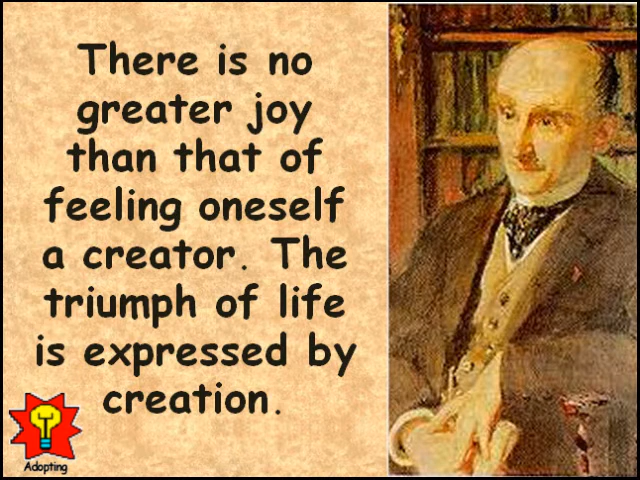 There is no
greater joy
than that of
feeling oneself
a creator. The
triumph of life
is expressed by
creation.
Adopting